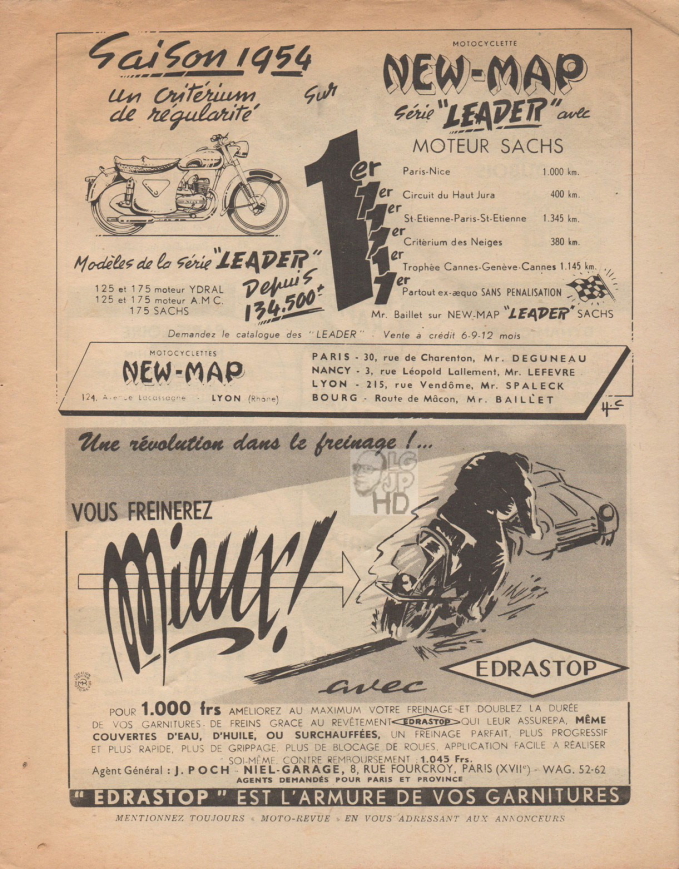 Saison 1954
un critérium
de régularité
sur
MOTOCYCLETTE
NEW-MAP
Série "LEADER" avec
MOTEUR SACHS
1er Paris-Nice 1.000 km.
1er Circuit du Haut Jura 400 km.
1er St-Etienne-Paris-St-Etienne 1.345 km.
1er Critèrium des Neiges 380 km.
1er Trophée Cannes-Genève-Cannes 1.145 km.
1er Partout ex-æquo SANS PENALISATION
Mr. Baillet sur NEW-MAP "LEADER" SACHS
Modèles de la Série "LEADER"
125 et 175 moteur YDRAL
125 et 175 moteur A.M.C.
175 SACHS
Depuis
134.500
Demandez le catalogue des "LEADER" - Vente à crédit 6-9-12 mois
MOTOCYCLETTES
NEW-MAP
124, Avenue Lacassagne - LYON (Rhône)
PARIS - 30, rue de Charenton, Mr. DEGUNEAU
NANCY - 3, rue Léopold Lallement, Mr. LEFEVRE
LYON - 215, rue Vendôme, Mr. SPALECK
BOURG - Route de Mâcon, Mr. BAILLET
Une révolution dans le freinage !...
LG
JP
HD
VOUS FREINEREZ
Mieux!
avec
EDRASTOP
POUR 1.000 frs AMELIOREZ AU MAXIMUM VOTRE FREINAGE ET DOUBLEZ LA DURÉE
DE VOS GARNITURES DE FREINS GRACE AU REVÊTEMENT EDRASTOP QUI LEUR ASSURERA, MÊME
COUVERTES D'EAU, D'HUILE, OU SURCHAUFFÉES, UN FREINAGE PARFAIT, PLUS PROGRESSIF
ET PLUS RAPIDE, PLUS DE GRIPPAGE, PLUS DE BLOCAGE DE ROUES, APPLICATION FACILE A RÉALISER
SOI-MÊME. CONTRE REMBOURSEMENT : 1.045 Frs.
Agent Général : J. POCH - NIEL-GARAGE, 8, RUE FOURCROY, PARIS (XVIIe) - WAG. 52-62
AGENTS DEMANDÉS POUR PARIS ET PROVINCE
"EDRASTOP" EST L'ARMURE DE VOS GARNITURES
MENTIONNEZ TOUJOURS « MOTO-REVUE » EN VOUS ADRESSANT AUX ANNONCEURS